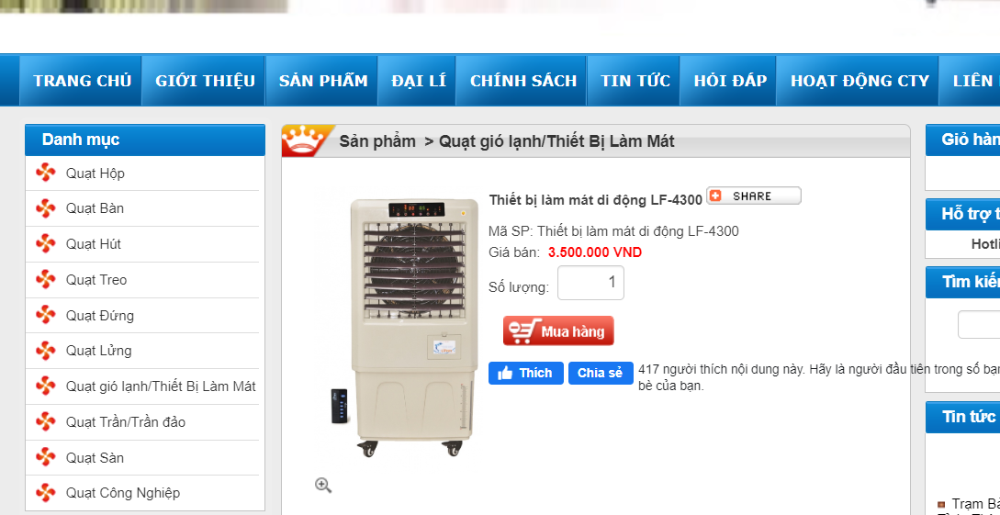 TRANG CHỦ
GIỚI THIỆU
SẢN PHẨM
ĐẠI LÍ
CHÍNH SÁCH
TIN TỨC
HỎI ĐÁP
HOẠT ĐỘNG CTY
LIÊN
Danh mục
Quạt Hộp
Quạt Bàn
Quạt Hút
Quạt Treo
Quạt Đứng
Quạt Lửng
Quạt gió lạnh/Thiết Bị Làm Mát
Quạt Trần/Trần đảo
Quạt Sàn
Quạt Công Nghiệp
Sản phẩm > Quạt gió lạnh/Thiết Bị Làm Mát
Thiết bị làm mát di động LF-4300
SHARE
Mã SP: Thiết bị làm mát di động LF-4300
Giá bán: 3.500.000 VND
Số lượng: 1
Mua hàng
Thích
Chia sẻ
417 người thích nội dung này. Hãy là người đầu tiên trong số bạn
bè của bạn.
Giỏ hàn
Hỗ trợ t
Hotli
Tìm kiế
Tin tức
Trạm Bả